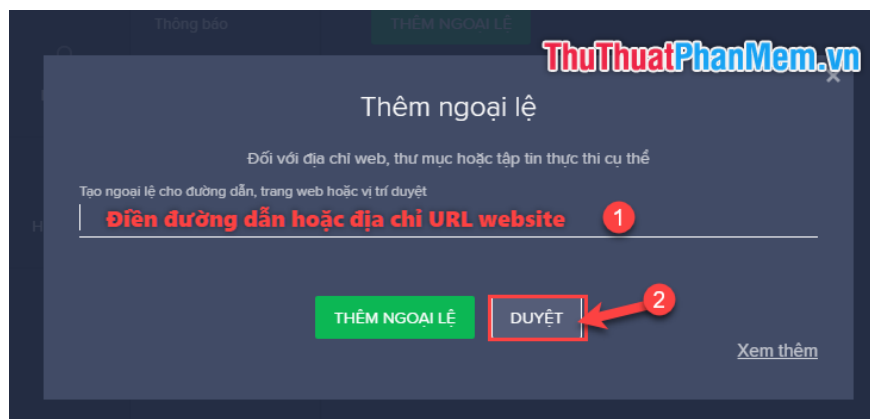 Thông báo
THÊM NGOẠI LỆ
ThuThuatPhanMem.vn
Thêm ngoại lệ
Đối với địa chỉ web, thư mục hoặc tập tin thực thi cụ thể
Tạo ngoại lệ cho đường dẫn, trang web hoặc vị trí duyệt
Điền đường dẫn hoặc địa chỉ URL website 1
2
THÊM NGOẠI LỆ DUYỆT
Xem thêm